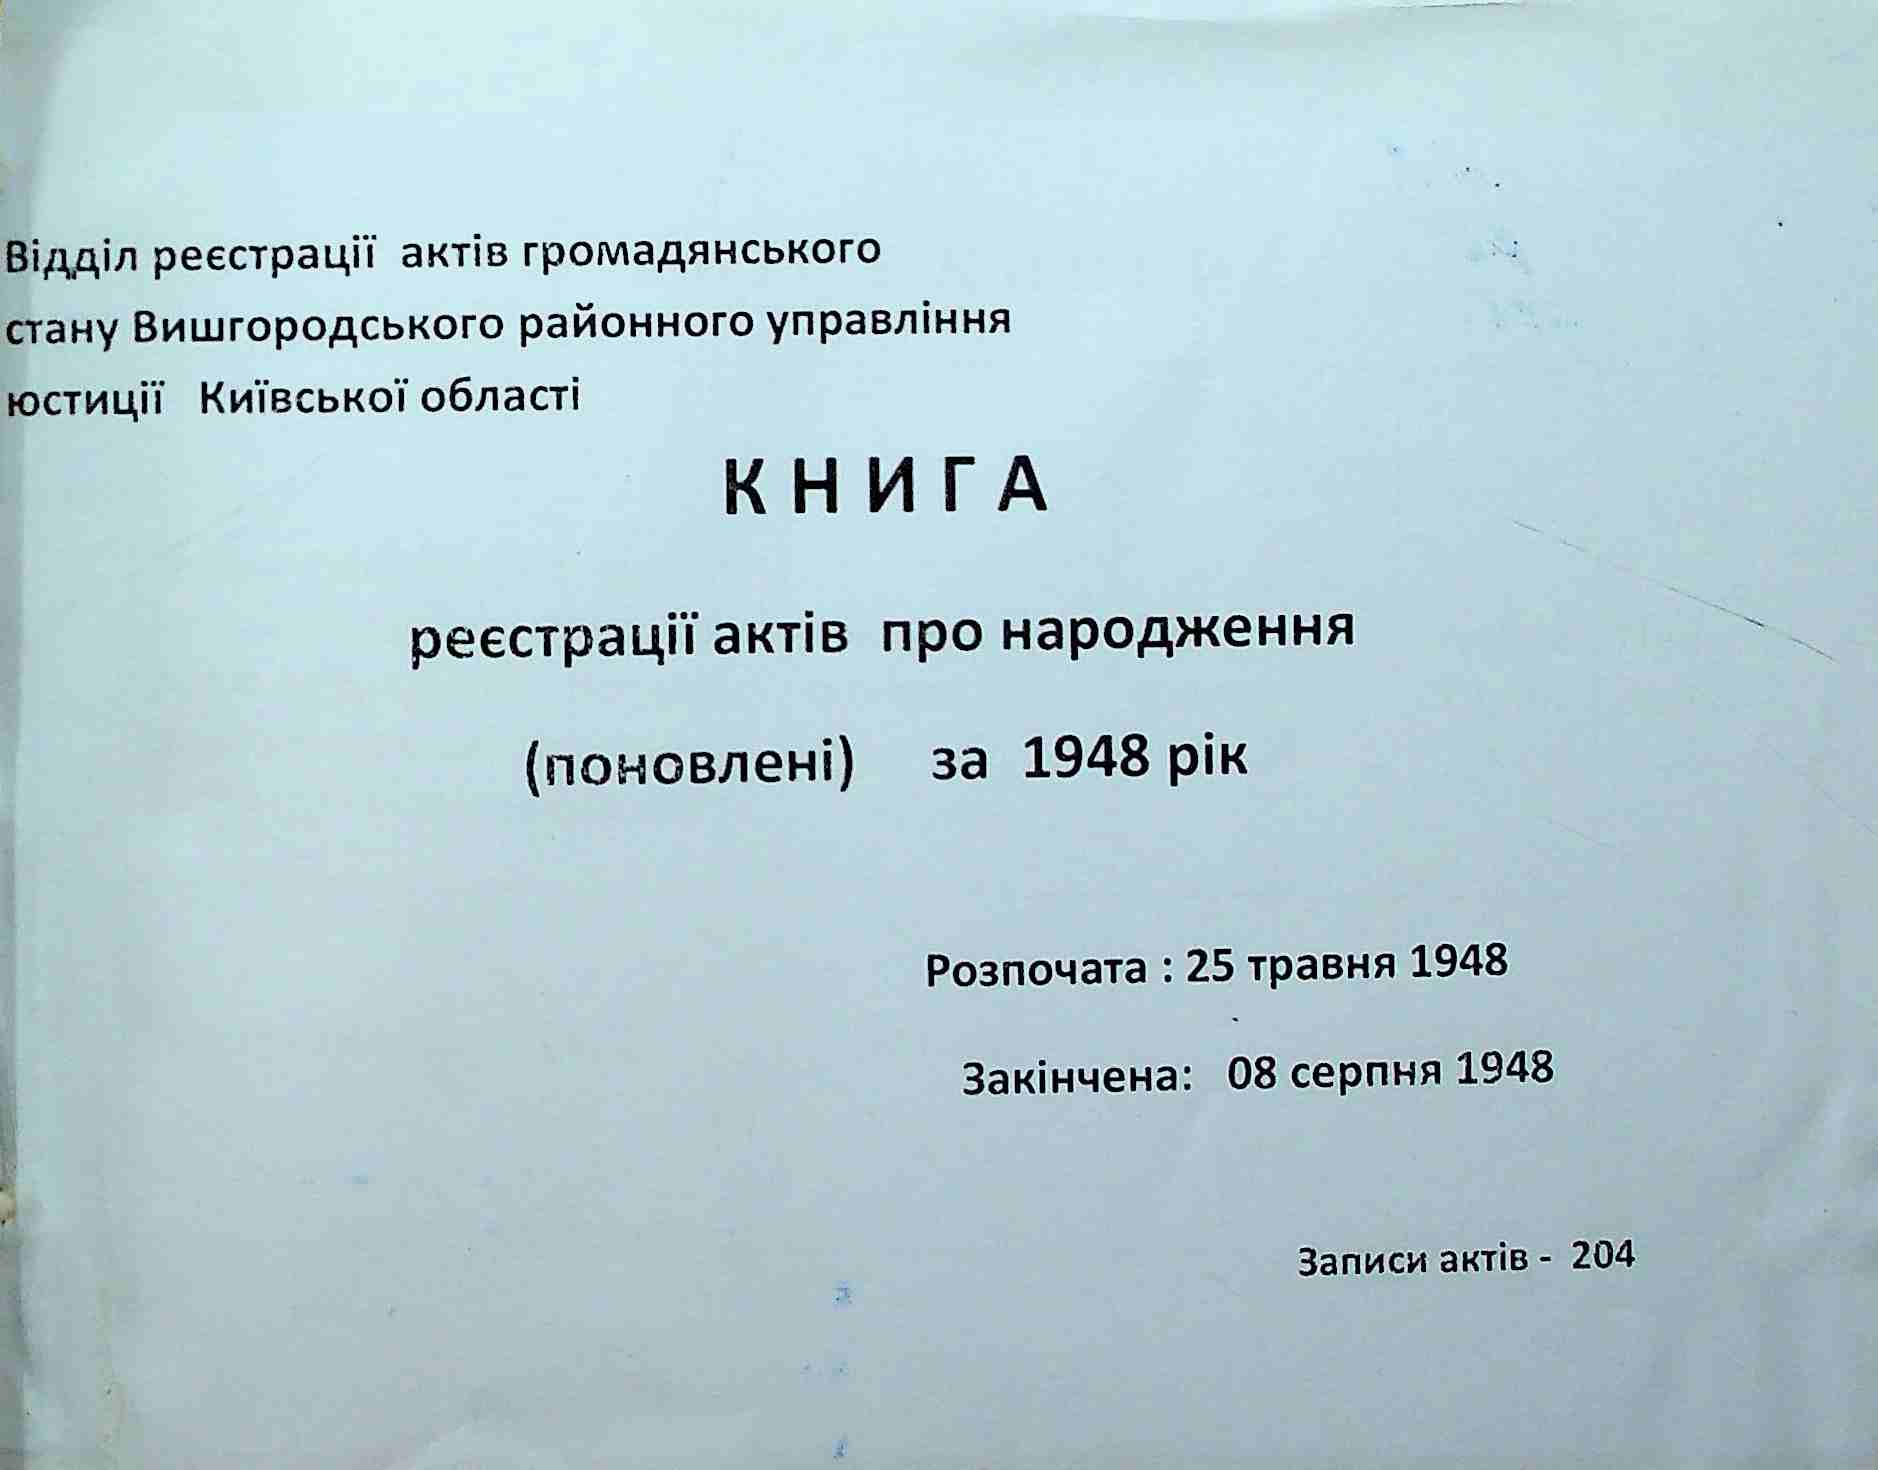 Відділ реєстрації актів громадянського
стану Вишгородського районного управління
юстиції Київської області
К Н И Г А
реєстрації актів про народження
(поновлені) за 1948 рік
Розпочата : 25 травня 1948
Закінчена: 08 серпня 1948
Записи актів - 204